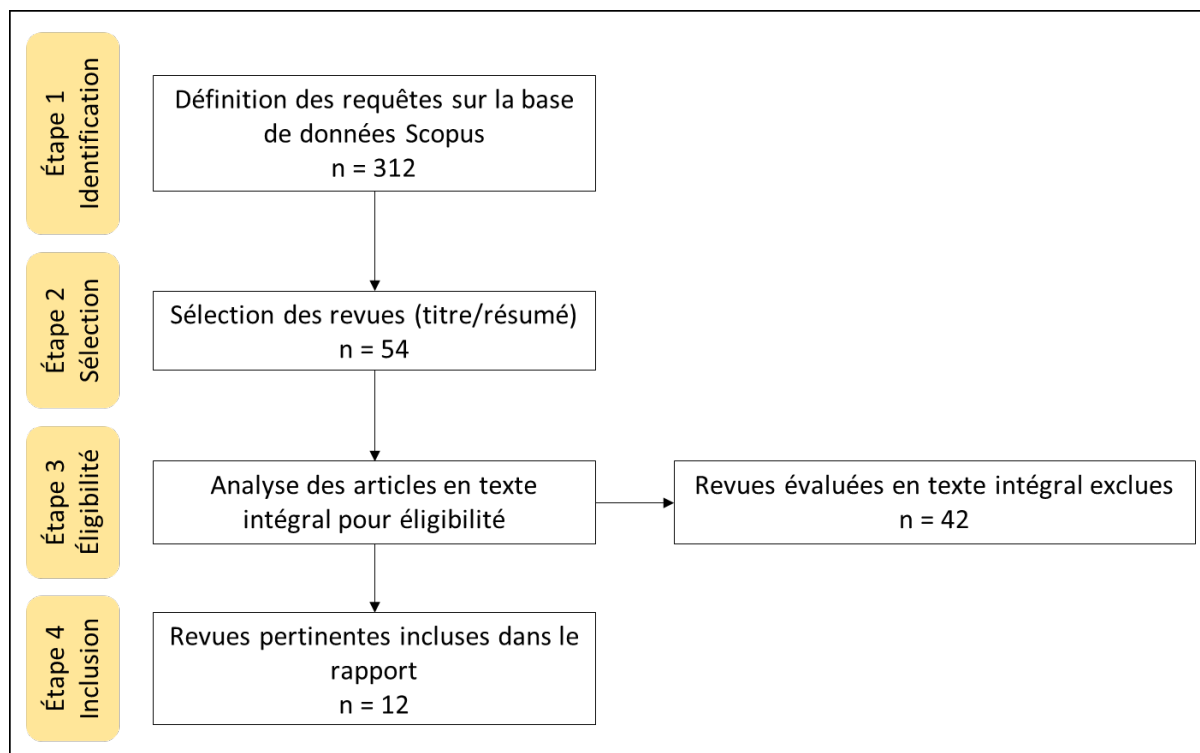 Étape 1
Identification
Définition des requêtes sur la base
de données Scopus
n = 312
Étape 2
Sélection
Sélection des revues (titre/résumé)
n = 54
Étape 3
Éligibilité
Analyse des articles en texte
intégral pour éligibilité
Revues évaluées en texte intégral exclues
n = 42
Étape 4
Inclusion
Revues pertinentes incluses dans le
rapport
n = 12